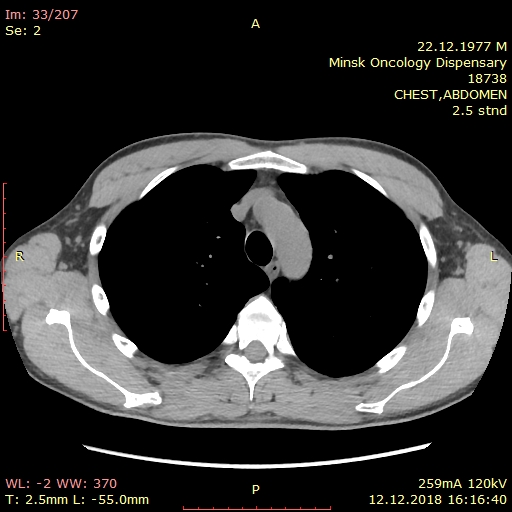 Im: 33/207
Se: 2
A
22.12.1977 M
Minsk Oncology Dispensary
18738
CHEST,ABDOMEN
2.5 stnd
R
L
WL: -2 WW: 370
T: 2.5mm L: -55.0mm
P
259mA 120kV
12.12.2018 16:16:40